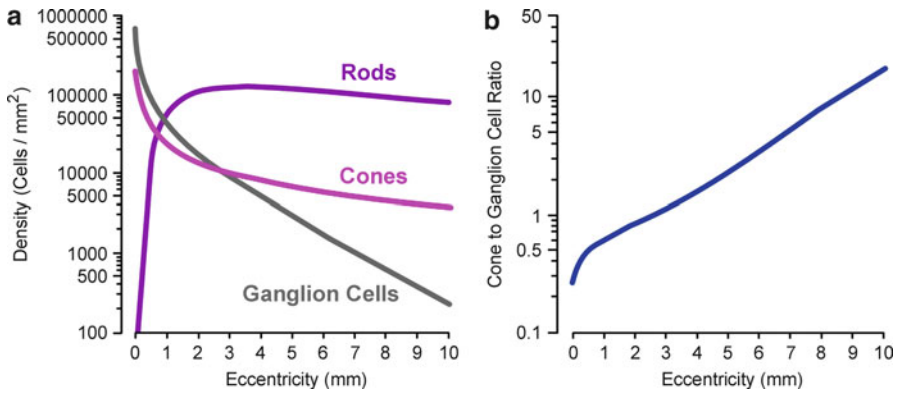 a
Density (Cells / mm²)
1000000
500000
100000
50000
10000
5000
1000
500
100
Rods
Cones
Ganglion Cells
0 1 2 3 4 5 6 7 8 9 10
Eccentricity (mm)
b
Cone to Ganglion Cell Ratio
50
10
5
1
0.5
0.1
0 1 2 3 4 5 6 7 8 9 10
Eccentricity (mm)